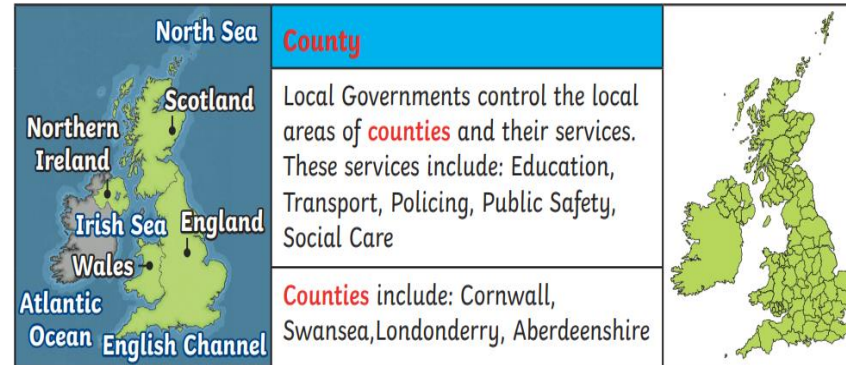 North Sea
Scotland
Northern
Ireland
Irish Sea
England
Wales
Atlantic
Ocean
English Channel
County
Local Governments control the local
areas of counties and their services.
These services include: Education,
Transport, Policing, Public Safety,
Social Care
Counties include: Cornwall,
Swansea,Londonderry, Aberdeenshire